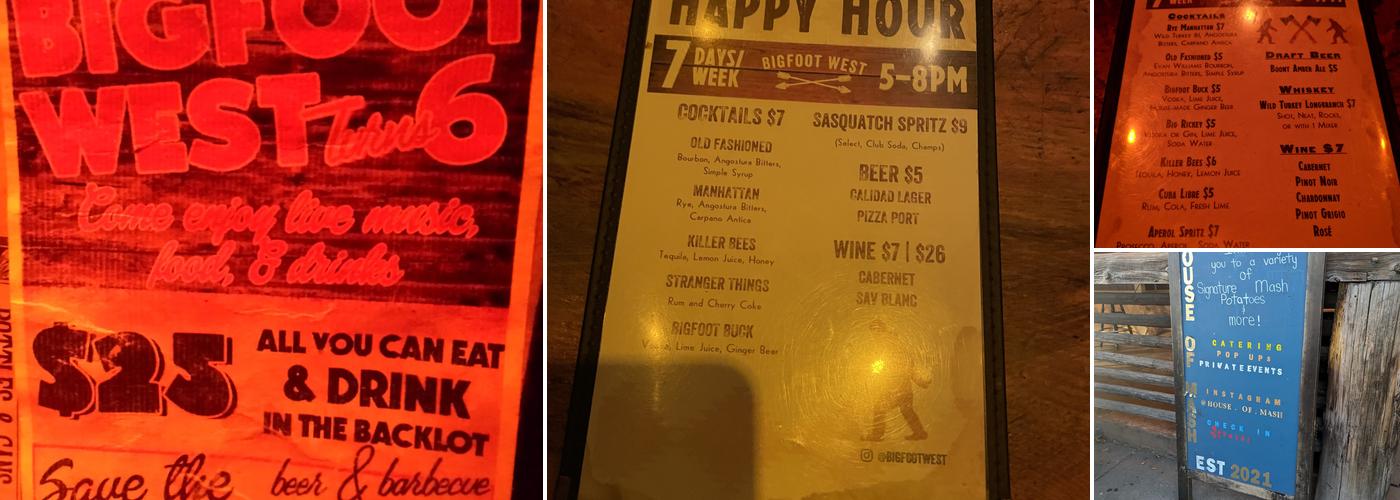 BIGFOOT
WEST Turns 6
Come enjoy live music,
food, & drinks
$25
ALL YOU CAN EAT
& DRINK
IN THE BACKLOT
Save the
beer & barbecue
HAPPY HOUR
7 DAYS/
WEEK
BIGFOOT WEST
5-8PM
COCKTAILS $7
OLD FASHIONED
Bourbon, Angostura Bitters,
Simple Syrup
MANHATTAN
Rye, Angostura Bitters,
Carpano Antica
KILLER BEES
Tequila, Lemon Juice, Honey
STRANGER THINGS
Rum and Cherry Coke
BIGFOOT BUCK
Vodka, Lime Juice, Ginger Beer
SASQUATCH SPRITZ $9
(Select, Club Soda, Champs)
BEER $5
CALIDAD LAGER
PIZZA PORT
WINE $7 | $26
CABERNET
SAV BLANC
@BIGFOOTWEST
WEEK
Cocktails
Rye Manhattan $7
Wild Turkey 81, Angostura
Bitters, Carpano Antica
Old Fashioned $5
Evan Williams Bourbon,
Angostura Bitters, Simple Syrup
Bigfoot Buck $5
Vodka, Lime Juice,
House-made Ginger Beer
Big Rickey $5
Vodka or Gin, Lime Juice,
Soda Water
Killer Bees $6
Tequila, Honey, Lemon Juice
Cuba Libre $5
Rum, Cola, Fresh Lime
Aperol Spritz $7
Prosecco, Aperol, Soda Water
Draft Beer
Boont Amber Ale $5
Whiskey
Wild Turkey Longbranch $7
Shot, Neat, Rocks,
or with 1 Mixer
Wine $7
Cabernet
Pinot Noir
Chardonnay
Pinot Grigio
Rosé
OUSE OF MASH
you to a variety
of
Signature Mash
Potatoes
&
more!
CATERING
POP UPs
PRIVATE EVENTS
INSTAGRAM
@HOUSE.OF.MASH
CHECK IN
EST 2021